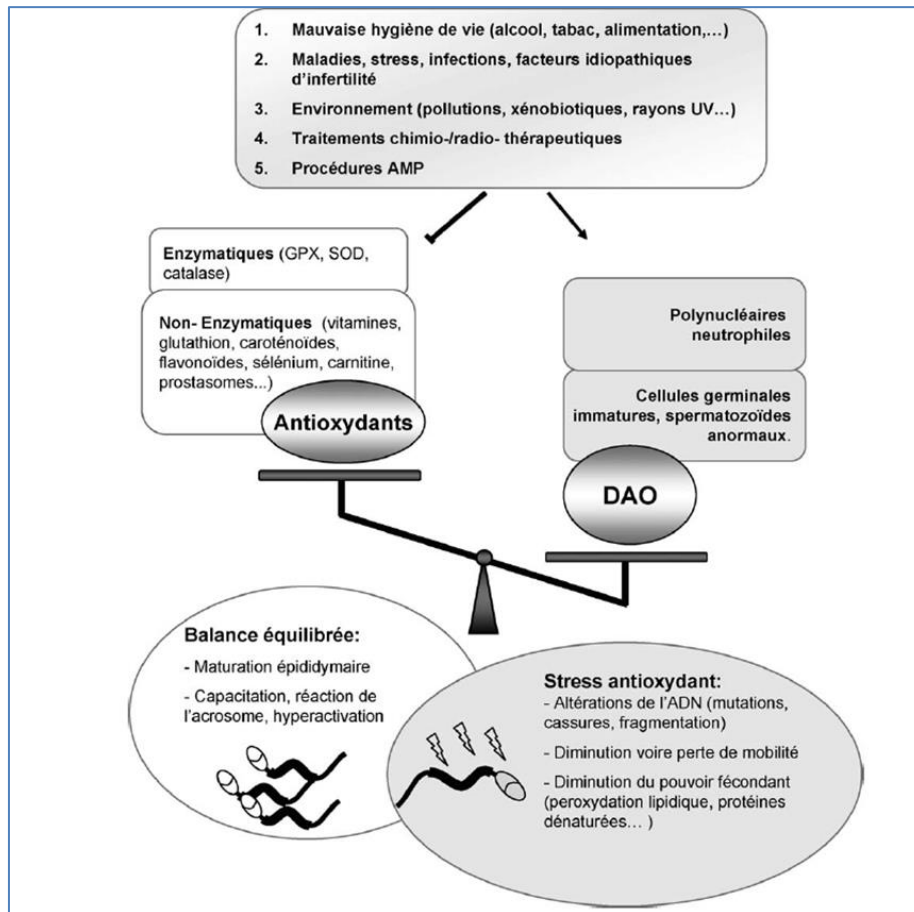 1. Mauvaise hygiène de vie (alcool, tabac, alimentation,…)
2. Maladies, stress, infections, facteurs idiopathiques
d'infertilité
3. Environnement (pollutions, xénobiotiques, rayons UV…)
4. Traitements chimio-/radio- thérapeutiques
5. Procédures AMP
Enzymatiques (GPX, SOD,
catalase)
Non- Enzymatiques (vitamines,
glutathion, caroténoïdes,
flavonoïdes, sélénium, carnitine,
prostasomes...)
Antioxydants
Polynucléaires
neutrophiles
Cellules germinales
immatures, spermatozoïdes
anormaux.
DAO
Balance équilibrée:
- Maturation épididymaire
- Capacitation, réaction de
l'acrosome, hyperactivation
Stress antioxydant:
- Altérations de l'ADN (mutations,
cassures, fragmentation)
- Diminution voire perte de mobilité
- Diminution du pouvoir fécondant
(peroxydation lipidique, protéines
dénaturées… )